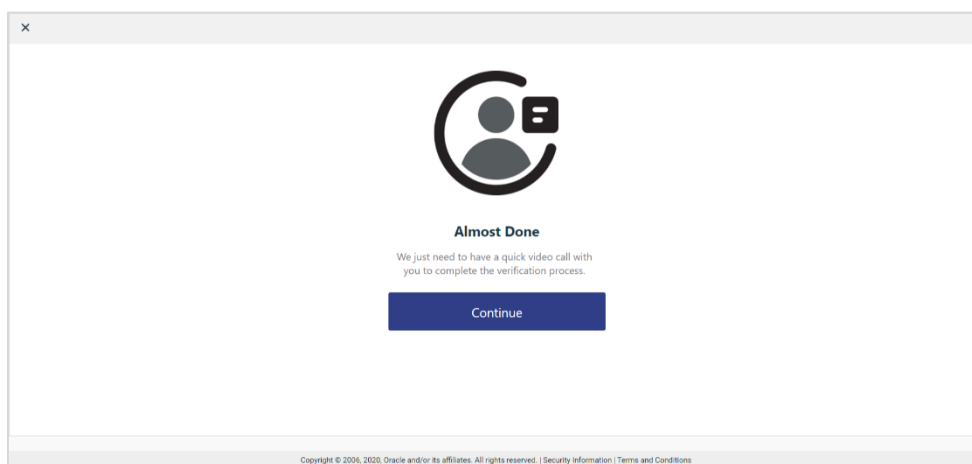 Almost Done
We just need to have a quick video call with
you to complete the verification process.
Continue
Copyright © 2006, 2020, Oracle and/or its affiliates. All rights reserved. | Security Information | Terms and Conditions